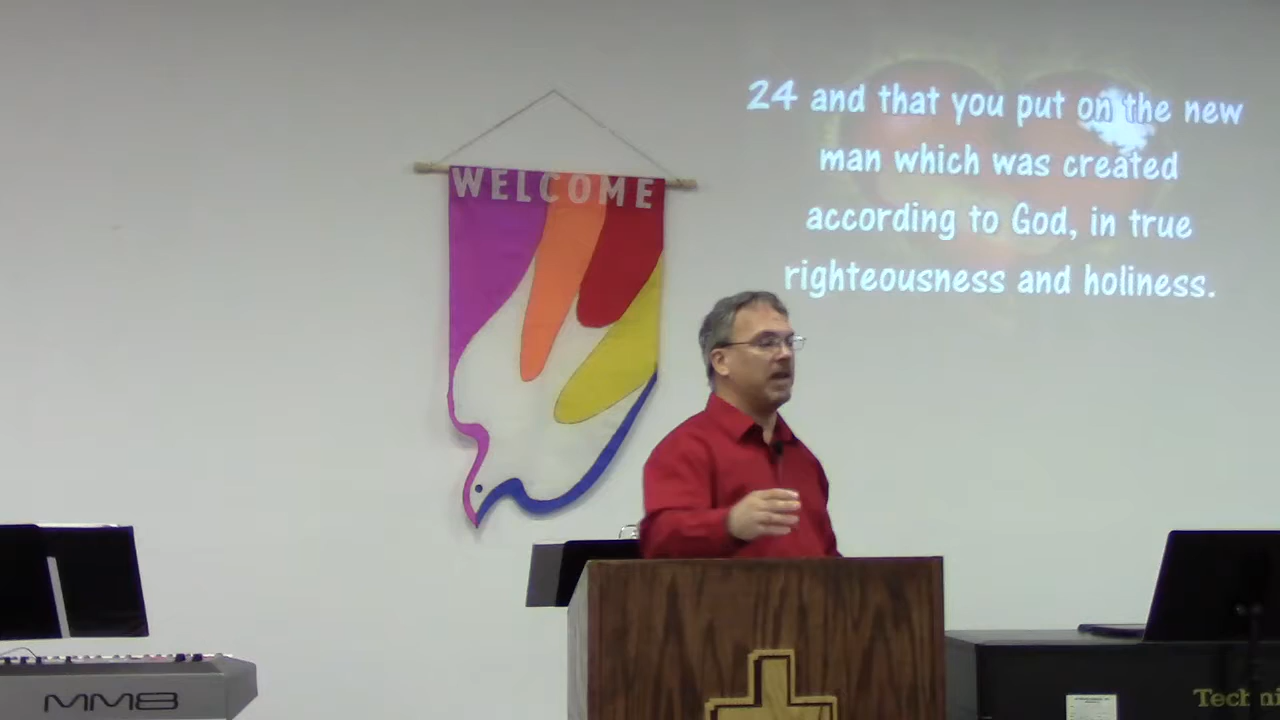 WELCOME
24 and that you put on the new
man which was created
according to God, in true
righteousness and holiness.
MM8
Techni